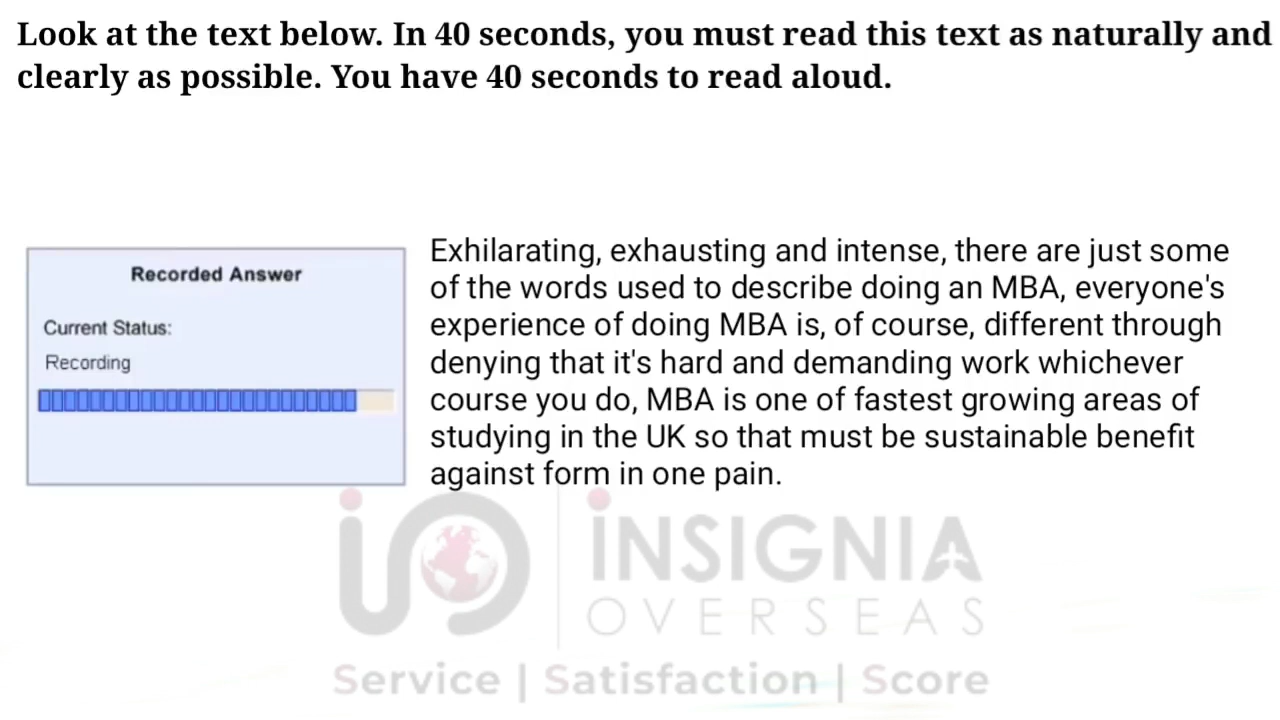 Look at the text below. In 40 seconds, you must read this text as naturally and
clearly as possible. You have 40 seconds to read aloud.
Recorded Answer
Current Status:
Recording
Exhilarating, exhausting and intense, there are just some
of the words used to describe doing an MBA, everyone's
experience of doing MBA is, of course, different through
denying that it's hard and demanding work whichever
course you do, MBA is one of fastest growing areas of
studying in the UK so that must be sustainable benefit
against form in one pain.
INSIGNIA
OVERSEAS
Service | Satisfaction | Score